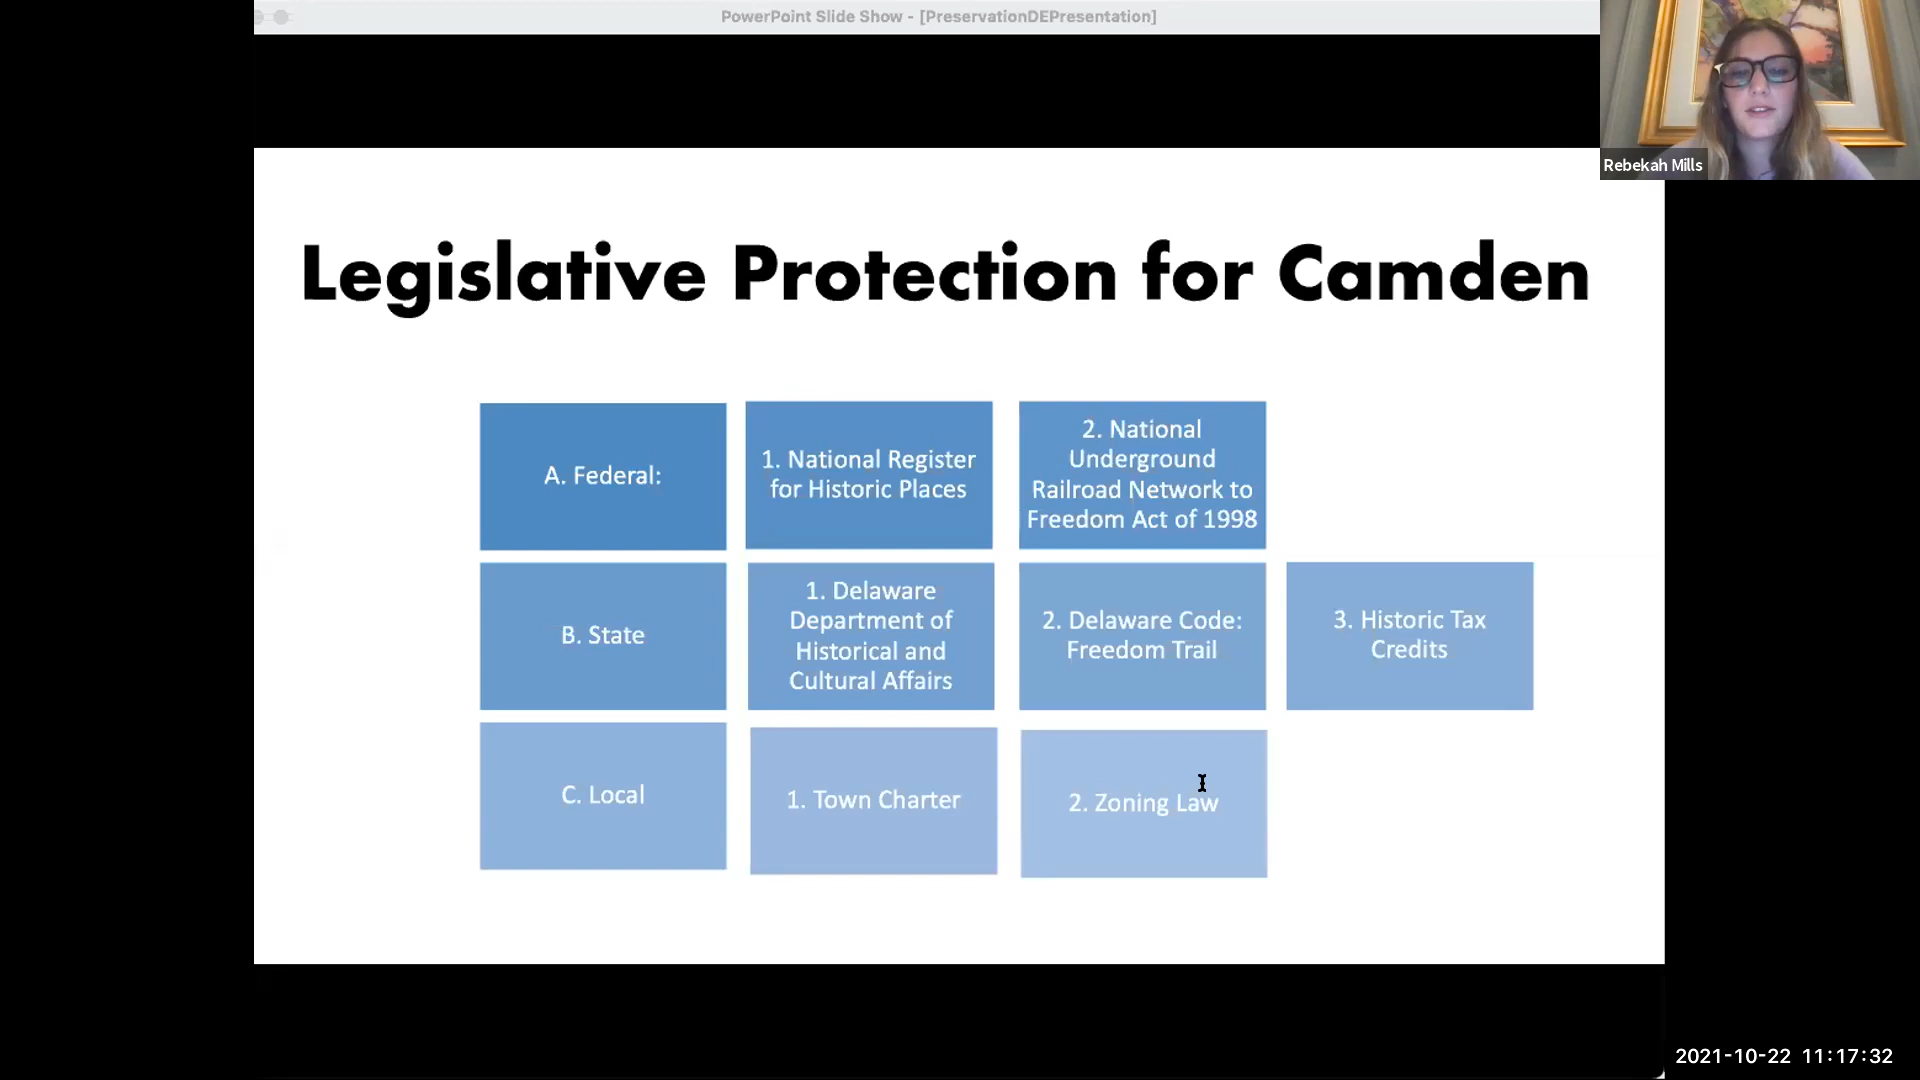 PowerPoint Slide Show - [PreservationDEPresentation]
Rebekah Mills
Legislative Protection for Camden
A. Federal:
1. National Register
for Historic Places
2. National
Underground
Railroad Network to
Freedom Act of 1998
B. State
1. Delaware
Department of
Historical and
Cultural Affairs
2. Delaware Code:
Freedom Trail
3. Historic Tax
Credits
C. Local
1. Town Charter
2. Zoning Law
2021-10-22 11:17:32